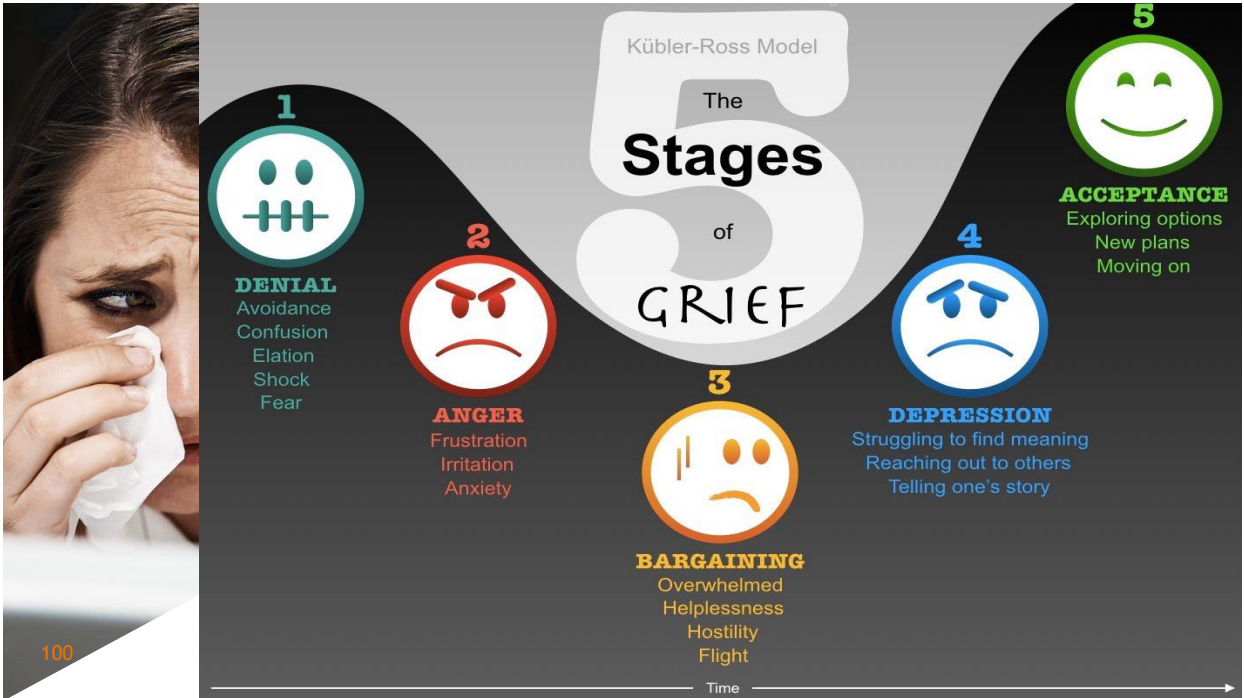 Kübler-Ross Model
The
5
Stages
of
GRIEF
1
DENIAL
Avoidance
Confusion
Elation
Shock
Fear
2
ANGER
Frustration
Irritation
Anxiety
3
BARGAINING
Overwhelmed
Helplessness
Hostility
Flight
4
DEPRESSION
Struggling to find meaning
Reaching out to others
Telling one's story
5
ACCEPTANCE
Exploring options
New plans
Moving on
Time
100